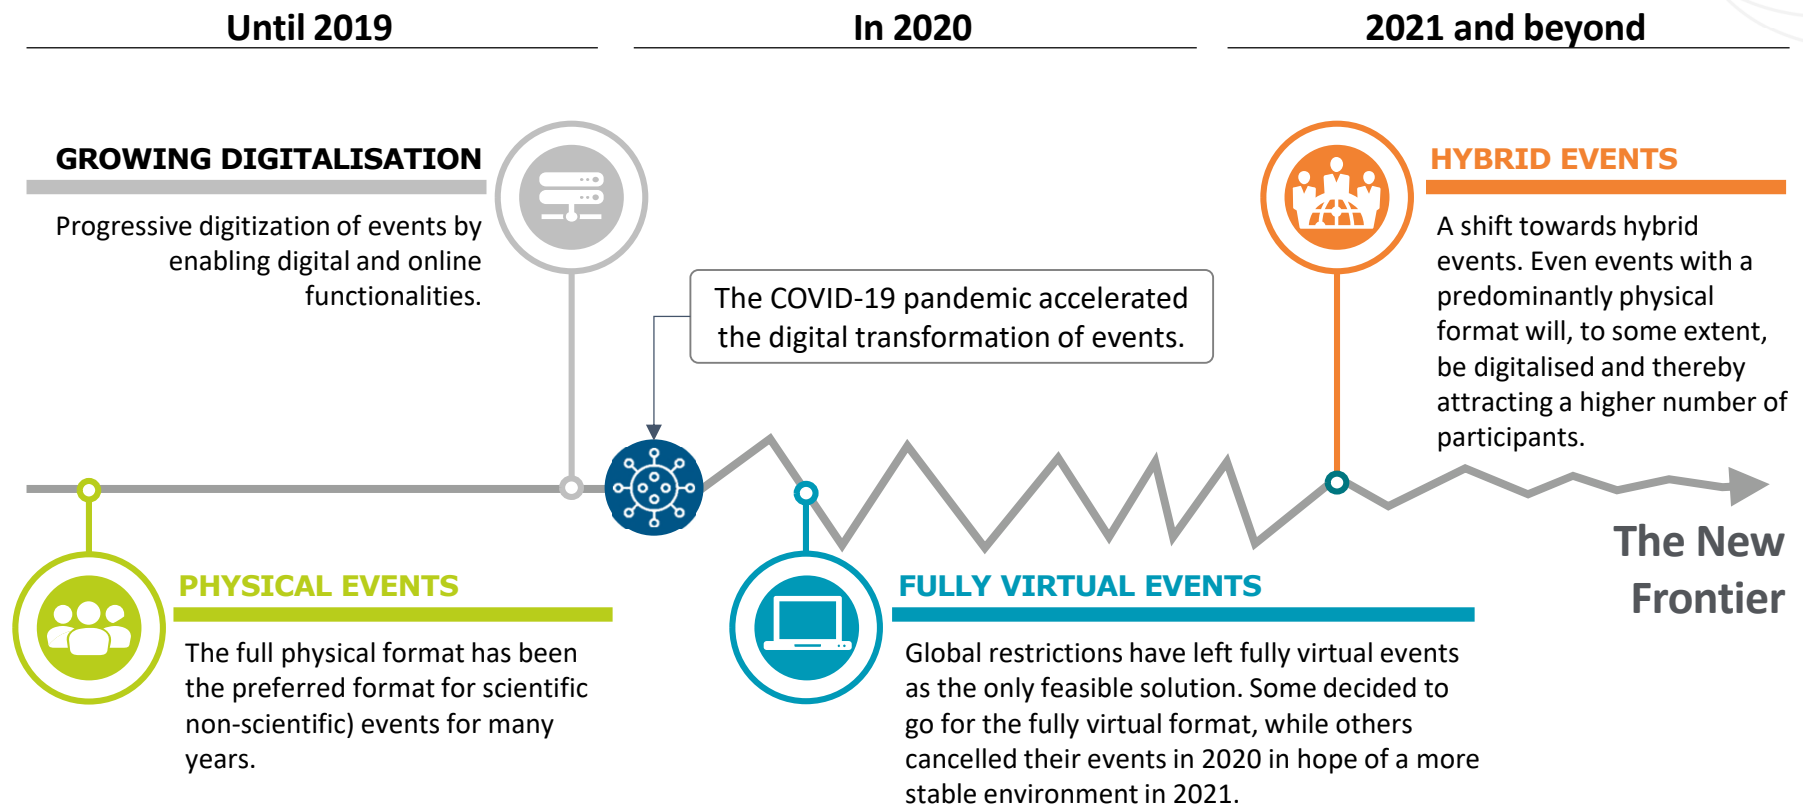 Until 2019
In 2020
2021 and beyond
GROWING DIGITALISATION
Progressive digitization of events by
enabling digital and online
functionalities.
PHYSICAL EVENTS
The full physical format has been
the preferred format for scientific
non-scientific) events for many
years.
The COVID-19 pandemic accelerated
the digital transformation of events.
FULLY VIRTUAL EVENTS
Global restrictions have left fully virtual events
as the only feasible solution. Some decided to
go for the fully virtual format, while others
cancelled their events in 2020 in hope of a more
stable environment in 2021.
HYBRID EVENTS
A shift towards hybrid
events. Even events with a
predominantly physical
format will, to some extent,
be digitalised and thereby
attracting a higher number of
participants.
The New
Frontier